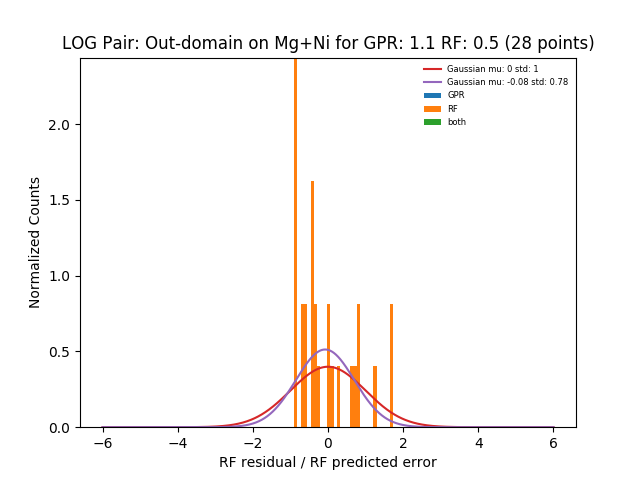 LOG Pair: Out-domain on Mg+Ni for GPR: 1.1 RF: 0.5 (28 points)
Gaussian mu: 0 std: 1
Gaussian mu: -0.08 std: 0.78
GPR
RF
both
Normalized Counts
2.0
1.5
1.0
0.5
0.0
−6 −4 −2 0 2 4 6
RF residual / RF predicted error